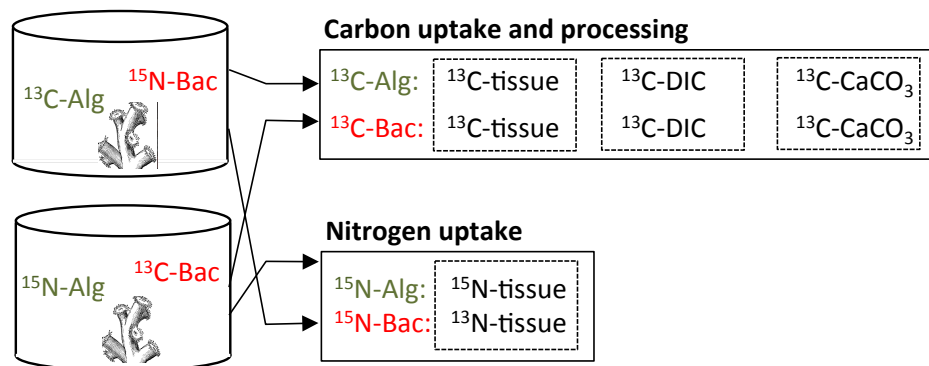 Carbon uptake and processing
¹⁵N-Bac
¹³C-Alg
¹³C-Alg: ¹³C-tissue ¹³C-DIC ¹³C-CaCO₃
¹³C-Bac: ¹³C-tissue ¹³C-DIC ¹³C-CaCO₃
Nitrogen uptake
¹³C-Bac
¹⁵N-Alg
¹⁵N-Alg: ¹⁵N-tissue
¹⁵N-Bac: ¹³N-tissue